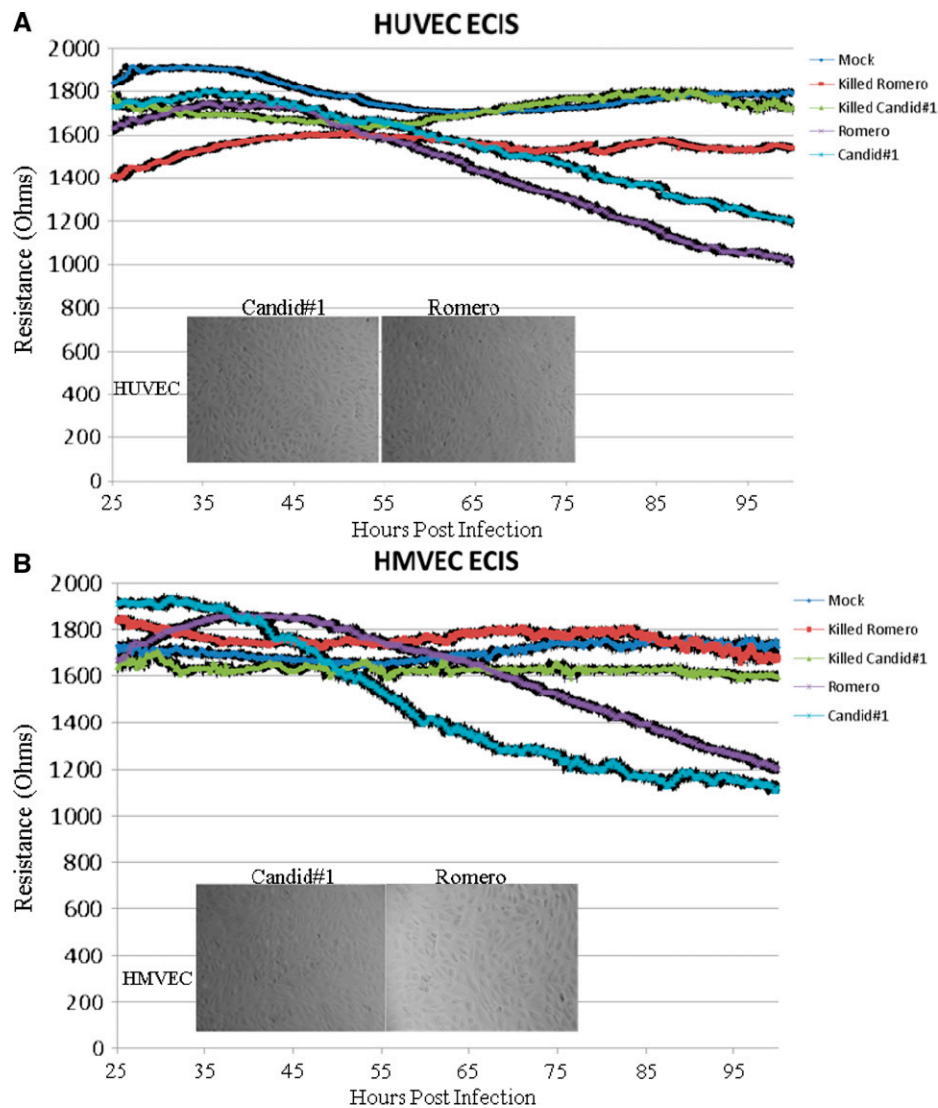 A
HUVEC ECIS
2000
1800
1600
1400
1200
1000
800
600
400
200
0
Resistance (Ohms)
Mock
Killed Romero
Killed Candid#1
Romero
Candid#1
Candid#1 Romero
HUVEC
25 35 45 55 65 75 85 95
Hours Post Infection
B
HMVEC ECIS
2000
1800
1600
1400
1200
1000
800
600
400
200
0
Resistance (Ohms)
Mock
Killed Romero
Killed Candid#1
Romero
Candid#1
Candid#1 Romero
HMVEC
25 35 45 55 65 75 85 95
Hours Post Infection